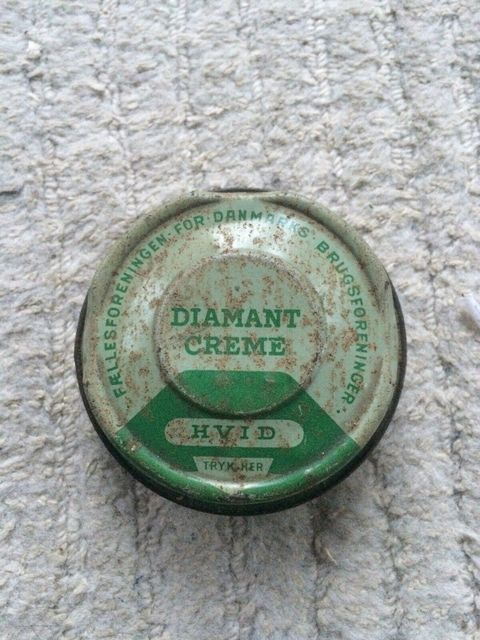 FÆLLESFORENINGEN FOR DANMARKS BRUGSFORENINGER.
DIAMANT
CREME
HVID
TRYK HER